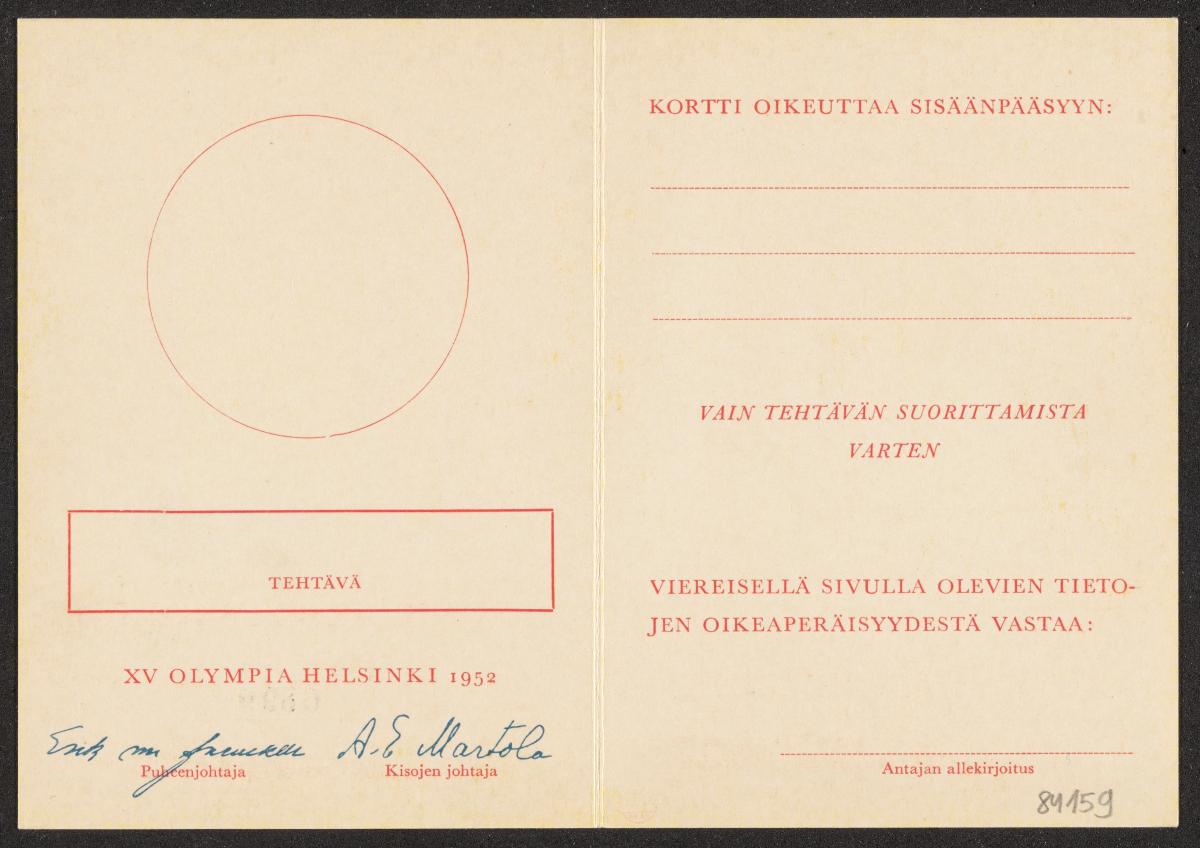 TEHTÄVÄ
XV OLYMPIA HELSINKI 1952
Erik von Frenckell A.E Martola
Puheenjohtaja Kisojen johtaja
KORTTI OIKEUTTAA SISÄÄNPÄÄSYYN:
VAIN TEHTÄVÄN SUORITTAMISTA
VARTEN
VIEREISELLÄ SIVULLA OLEVIEN TIETO-
JEN OIKEAPERÄISYYDESTÄ VASTAA:
Antajan allekirjoitus
84159